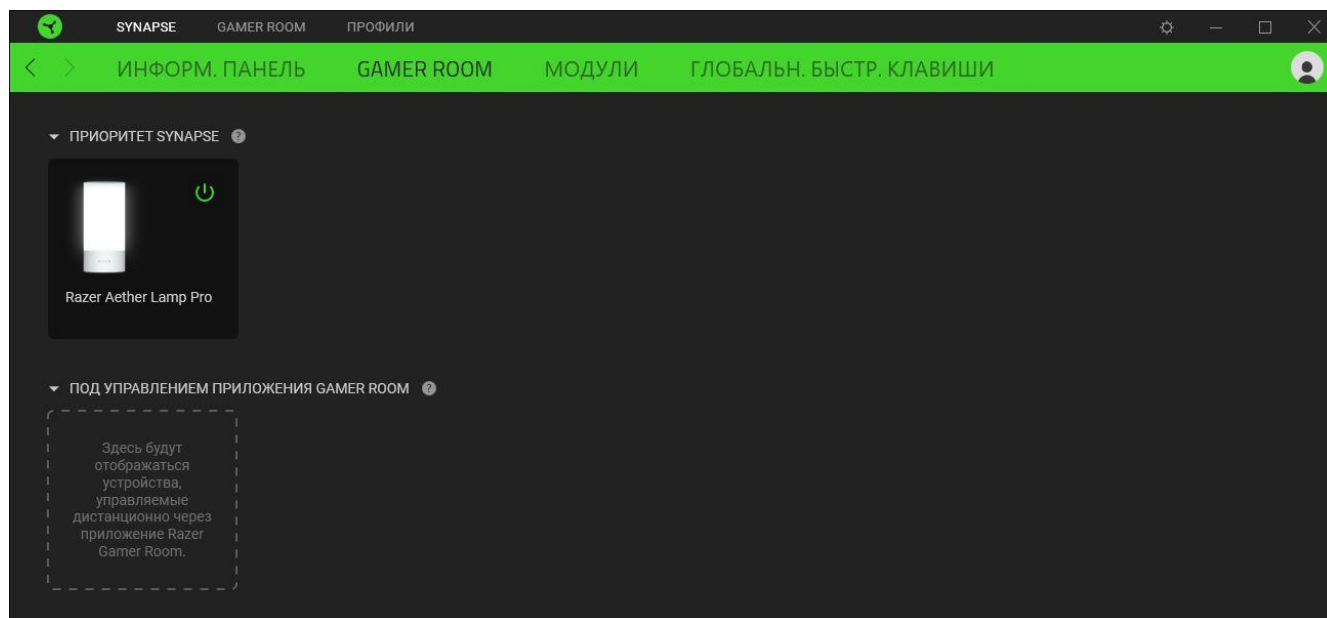 SYNAPSE GAMER ROOM ПРОФИЛИ
ИНФОРМ. ПАНЕЛЬ GAMER ROOM МОДУЛИ ГЛОБАЛЬН. БЫСТР. КЛАВИШИ
ПРИОРИТЕТ SYNAPSE ?
Razer Aether Lamp Pro
ПОД УПРАВЛЕНИЕМ ПРИЛОЖЕНИЯ GAMER ROOM ?
Здесь будут
отображаться
устройства,
управляемые
дистанционно через
приложение Razer
Gamer Room.